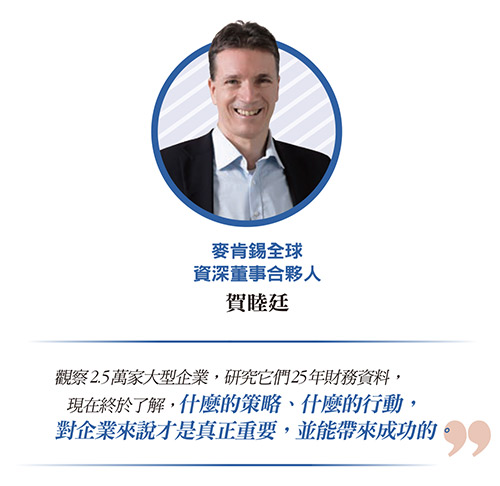 麥肯錫全球
資深董事合夥人
賀睦廷
觀察2.5萬家大型企業，研究它們25年財務資料，
現在終於了解，什麼的策略、什麼的行動，
對企業來說才是真正重要，並能帶來成功的。”